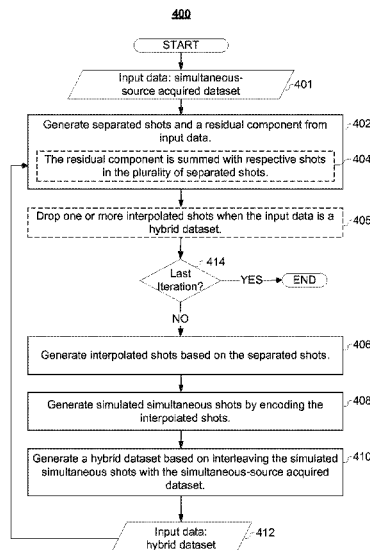 400
START
Input data: simultaneous-
source acquired dataset
401
Generate separated shots and a residual component from
input data.
402
The residual component is summed with respective shots
in the plurality of separated shots.
404
Drop one or more interpolated shots when the input data is a
hybrid dataset.
405
414
Last
Iteration?
YES
END
NO
Generate interpolated shots based on the separated shots.
406
Generate simulated simultaneous shots by encoding the
interpolated shots.
408
Generate a hybrid dataset based on interleaving the simulated
simultaneous shots with the simultaneous-source acquired
dataset.
410
Input data:
hybrid dataset
412